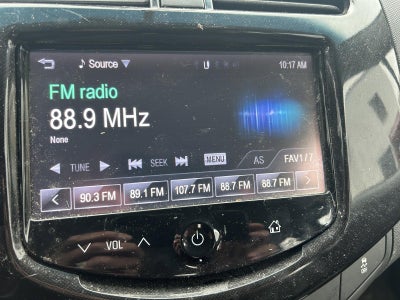 Source
10:17 AM
FM radio
88.9 MHz
None
TUNE SEEK MENU AS FAV1/7
90.3 FM 89.1 FM 107.7 FM 88.7 FM 88.7 FM
VOL